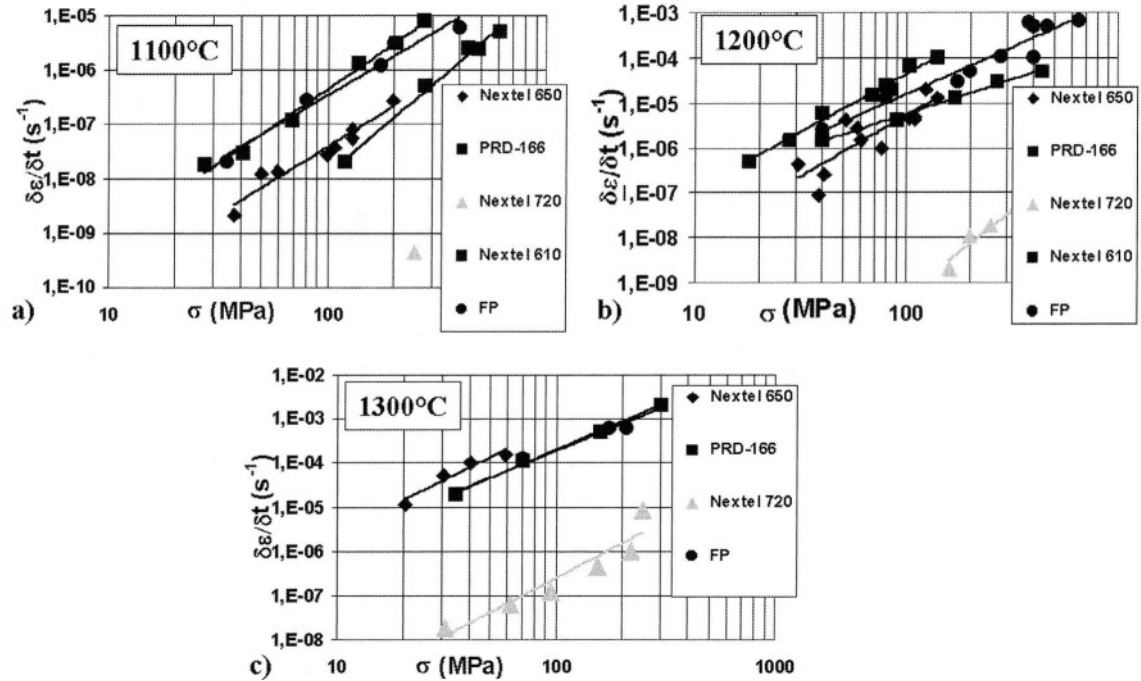 1100°C
1,E-05
1,E-06
1,E-07
1,E-08
1,E-09
1,E-10
δε/δt (s⁻¹)
10
100
σ (MPa)
Nextel 650
PRD-166
Nextel 720
Nextel 610
FP
a)
1200°C
1,E-03
1,E-04
1,E-05
1,E-06
1,E-07
1,E-08
1,E-09
δε/δt (s⁻¹)
10
100
σ (MPa)
Nextel 650
PRD-166
Nextel 720
Nextel 610
FP
b)
1300°C
1,E-02
1,E-03
1,E-04
1,E-05
1,E-06
1,E-07
1,E-08
δε/δt (s⁻¹)
10
100
1000
σ (MPa)
Nextel 650
PRD-166
Nextel 720
FP
c)